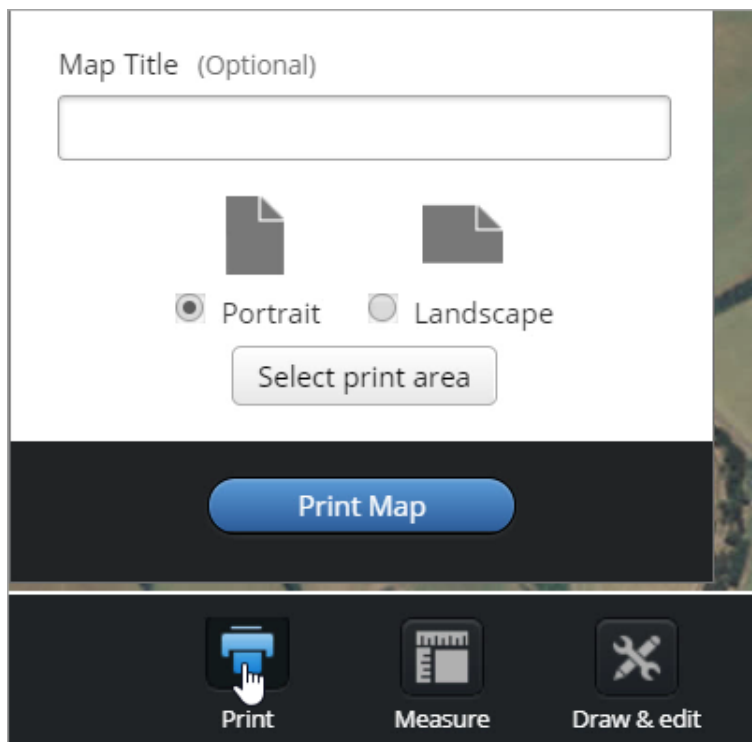 Map Title (Optional)
Portrait Landscape
Select print area
Print Map
Print Measure Draw & edit